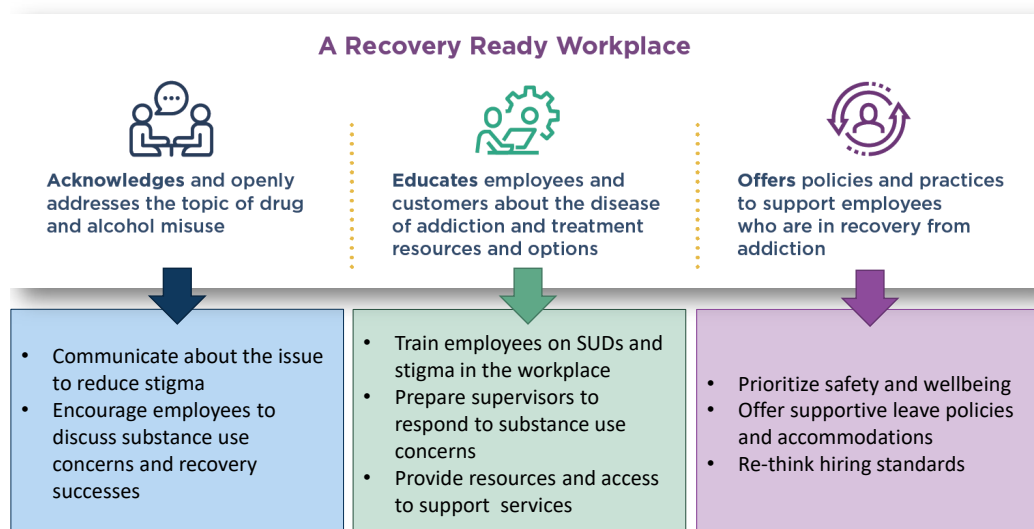 A Recovery Ready Workplace
Acknowledges and openly
addresses the topic of drug
and alcohol misuse
Educates employees and
customers about the disease
of addiction and treatment
resources and options
Offers policies and practices
to support employees
who are in recovery from
addiction
• Communicate about the issue
to reduce stigma
• Encourage employees to
discuss substance use
concerns and recovery
successes
• Train employees on SUDs and
stigma in the workplace
• Prepare supervisors to
respond to substance use
concerns
• Provide resources and access
to support services
• Prioritize safety and wellbeing
• Offer supportive leave policies
and accommodations
• Re-think hiring standards